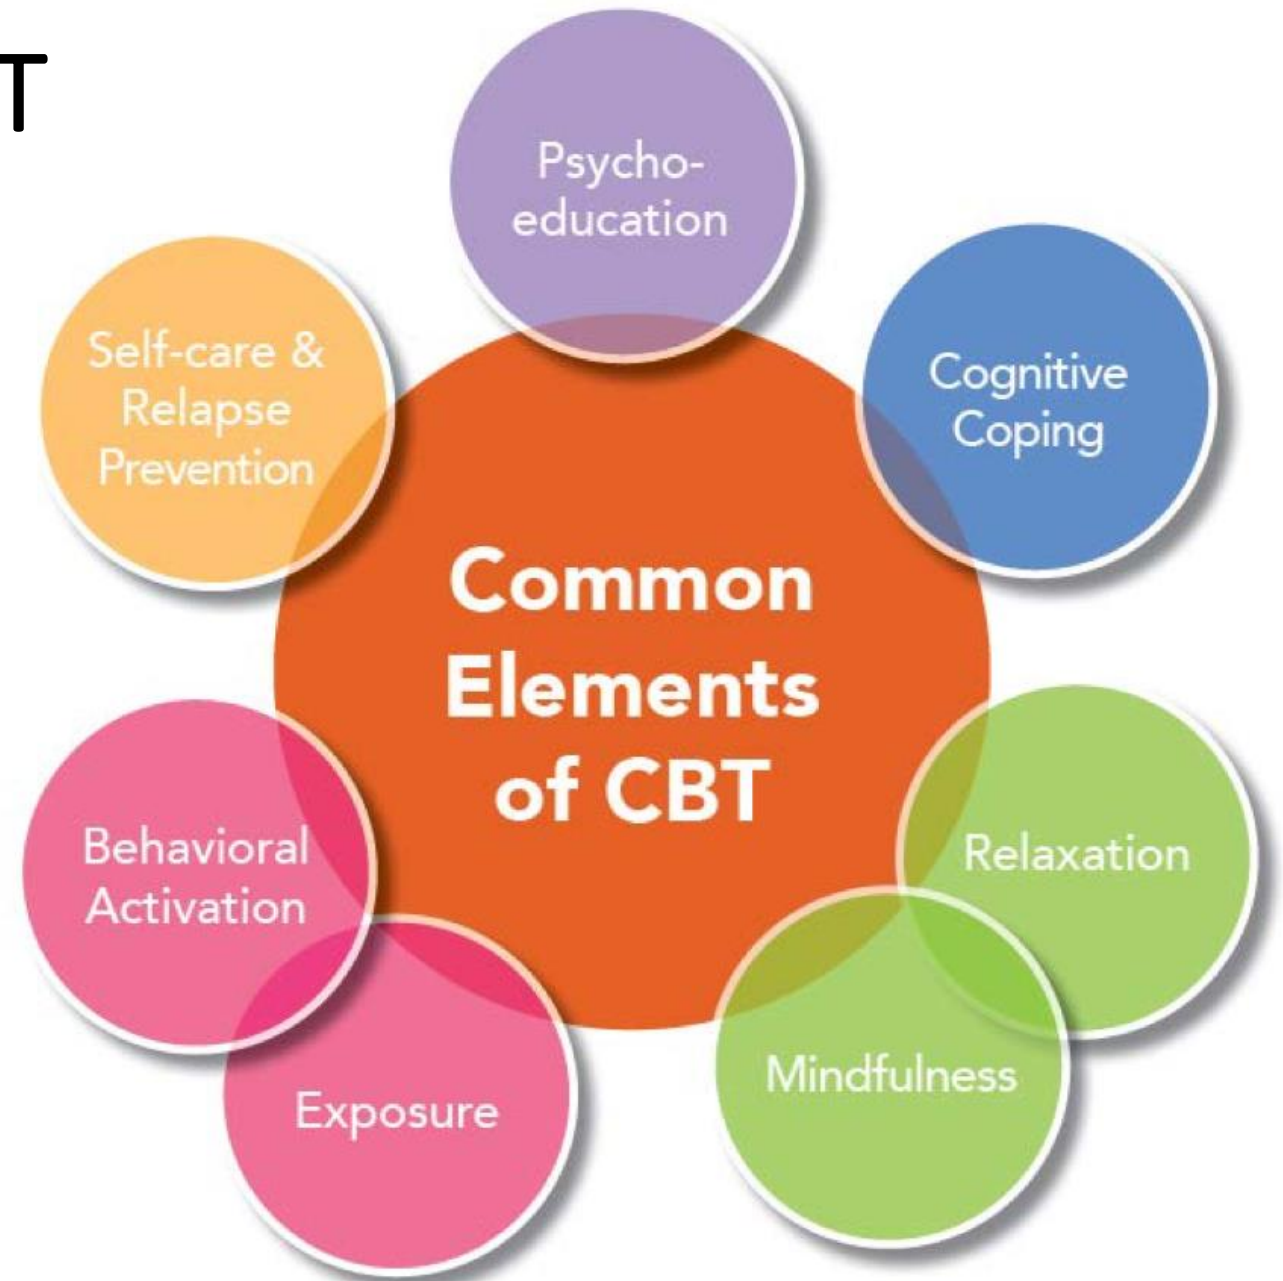 T
Psycho-
education
Cognitive
Coping
Relaxation
Mindfulness
Exposure
Behavioral
Activation
Self-care &
Relapse
Prevention
Common
Elements
of CBT